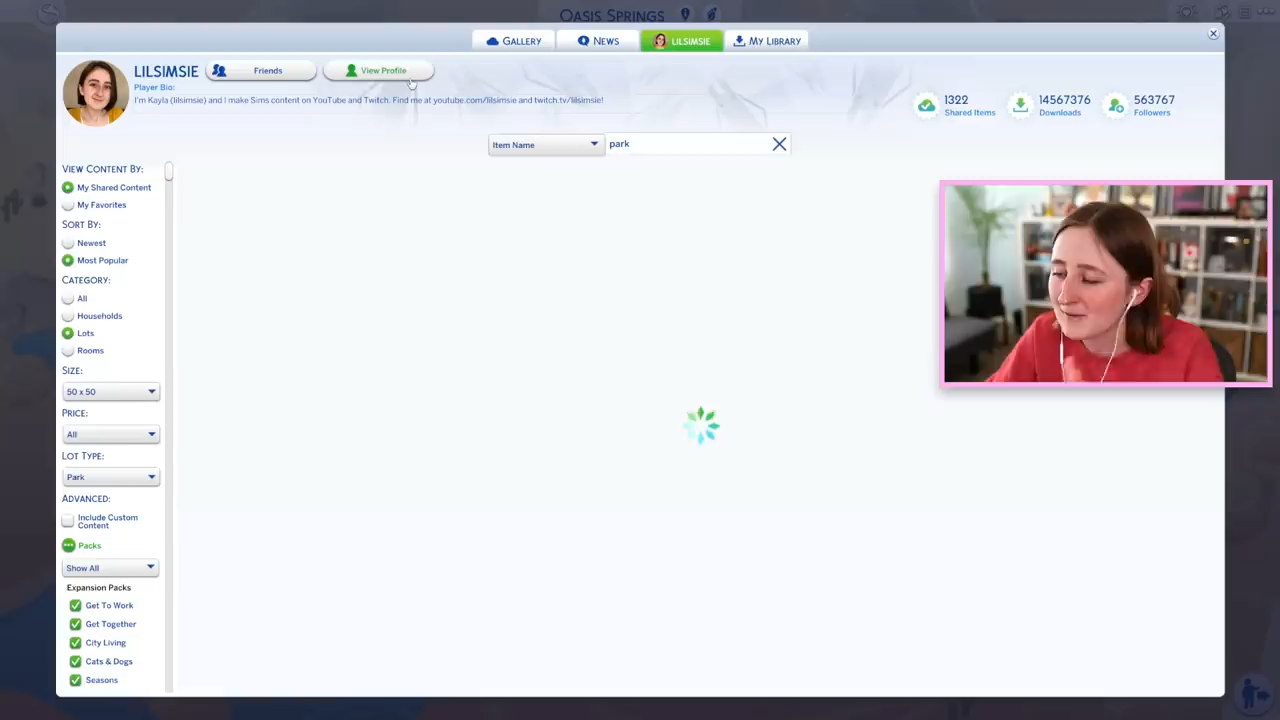 OASIS SPRINGS
GALLERY
NEWS
LILSIMSIE
MY LIBRARY
LILSIMSIE
Friends
View Profile
Player Bio:
I'm Kayla (lilsimsie) and I make Sims content on YouTube and Twitch. Find me at youtube.com/lilsimsie and twitch.tv/lilsimsie!
1322
Shared Items
14567376
Downloads
563767
Followers
Item Name
park
VIEW CONTENT BY:
My Shared Content
My Favorites
SORT BY:
Newest
Most Popular
CATEGORY:
All
Households
Lots
Rooms
SIZE:
50 x 50
PRICE:
All
LOT TYPE:
Park
ADVANCED:
Include Custom
Content
Packs
Show All
Expansion Packs
Get To Work
Get Together
City Living
Cats & Dogs
Seasons